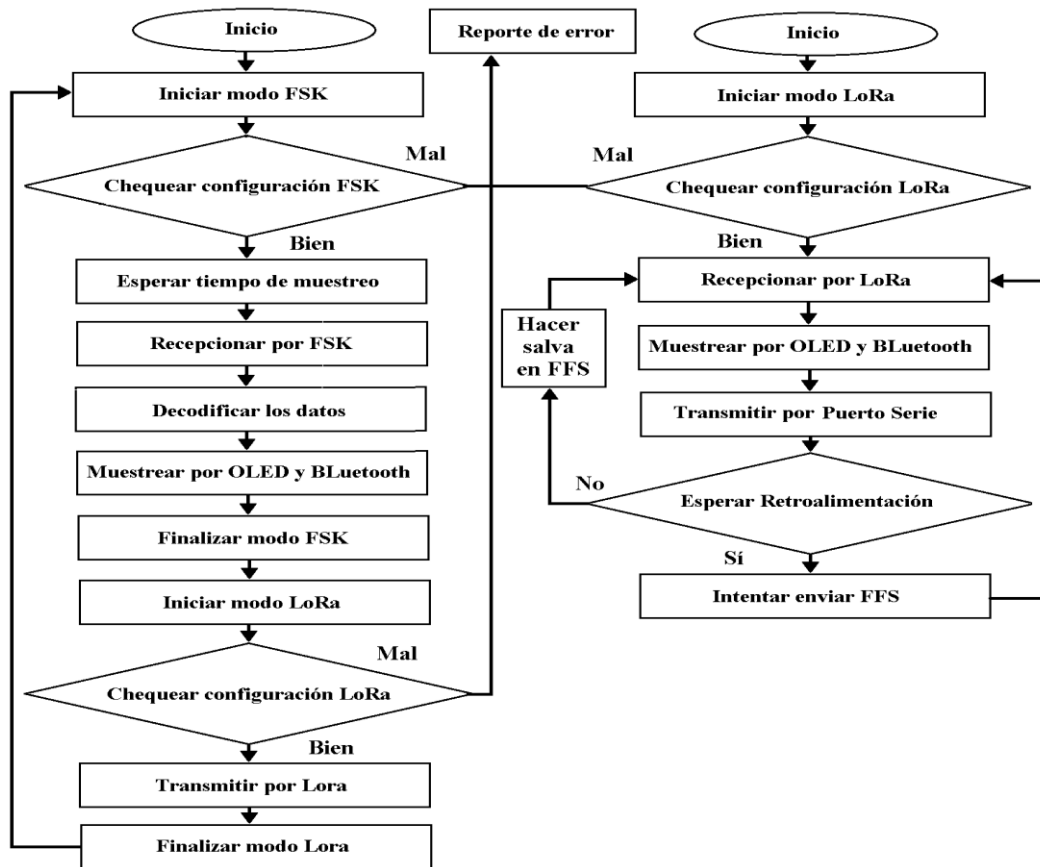 Inicio
Iniciar modo FSK
Mal
Chequear configuración FSK
Bien
Esperar tiempo de muestreo
Recepcionar por FSK
Decodificar los datos
Muestrear por OLED y BLuetooth
Finalizar modo FSK
Iniciar modo LoRa
Mal
Chequear configuración LoRa
Bien
Transmitir por Lora
Finalizar modo Lora
Reporte de error
Inicio
Iniciar modo LoRa
Mal
Chequear configuración LoRa
Bien
Recepcionar por LoRa
Hacer
salva
en FFS
Muestrear por OLED y BLuetooth
Transmitir por Puerto Serie
No
Esperar Retroalimentación
Sí
Intentar enviar FFS